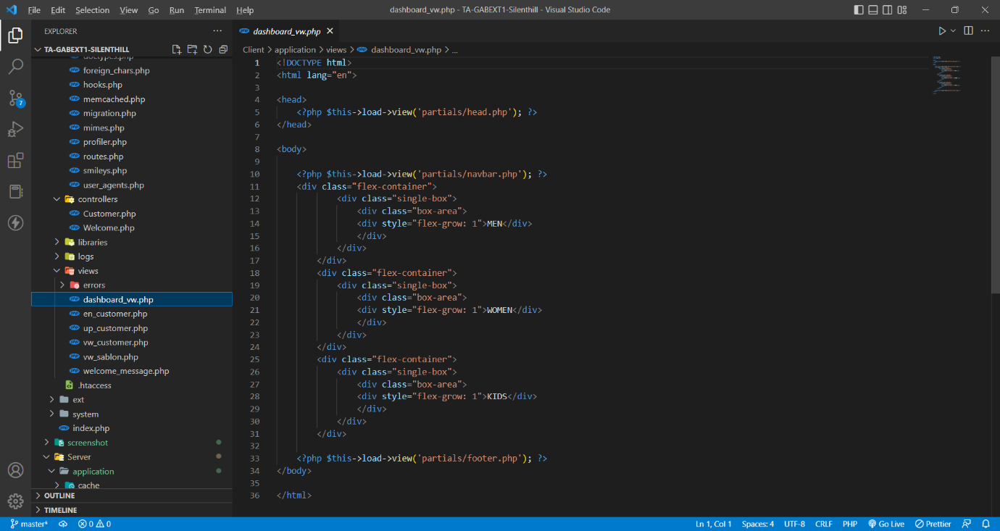 File Edit Selection View Go Run Terminal Help
dashboard_vw.php - TA-GABEXT1-Silenthill - Visual Studio Code
EXPLORER
TA-GABEXT1-SILENTHILL
doctypes.php
foreign_chars.php
hooks.php
memcached.php
migration.php
mimes.php
profiler.php
routes.php
smileys.php
user_agents.php
controllers
Customer.php
Welcome.php
libraries
logs
views
errors
dashboard_vw.php
en_customer.php
up_customer.php
vw_customer.php
vw_sablon.php
welcome_message.php
.htaccess
ext
system
index.php
screenshot
Server
application
cache
OUTLINE
TIMELINE
7
dashboard_vw.php
Client > application > views > dashboard_vw.php > ...
1 <!DOCTYPE html>
2 <html lang="en">
3
4 <head>
5 <?php $this->load->view('partials/head.php'); ?>
6 </head>
7
8 <body>
9
10 <?php $this->load->view('partials/navbar.php'); ?>
11 <div class="flex-container">
12 <div class="single-box">
13 <div class="box-area">
14 <div style="flex-grow: 1">MEN</div>
15 </div>
16 </div>
17 </div>
18 <div class="flex-container">
19 <div class="single-box">
20 <div class="box-area">
21 <div style="flex-grow: 1">WOMEN</div>
22 </div>
23 </div>
24 </div>
25 <div class="flex-container">
26 <div class="single-box">
27 <div class="box-area">
28 <div style="flex-grow: 1">KIDS</div>
29 </div>
30 </div>
31 </div>
32
33 <?php $this->load->view('partials/footer.php'); ?>
34 </body>
35
36 </html>
master* 0 0 Ln 1, Col 1 Spaces: 4 UTF-8 CRLF PHP Go Live Prettier